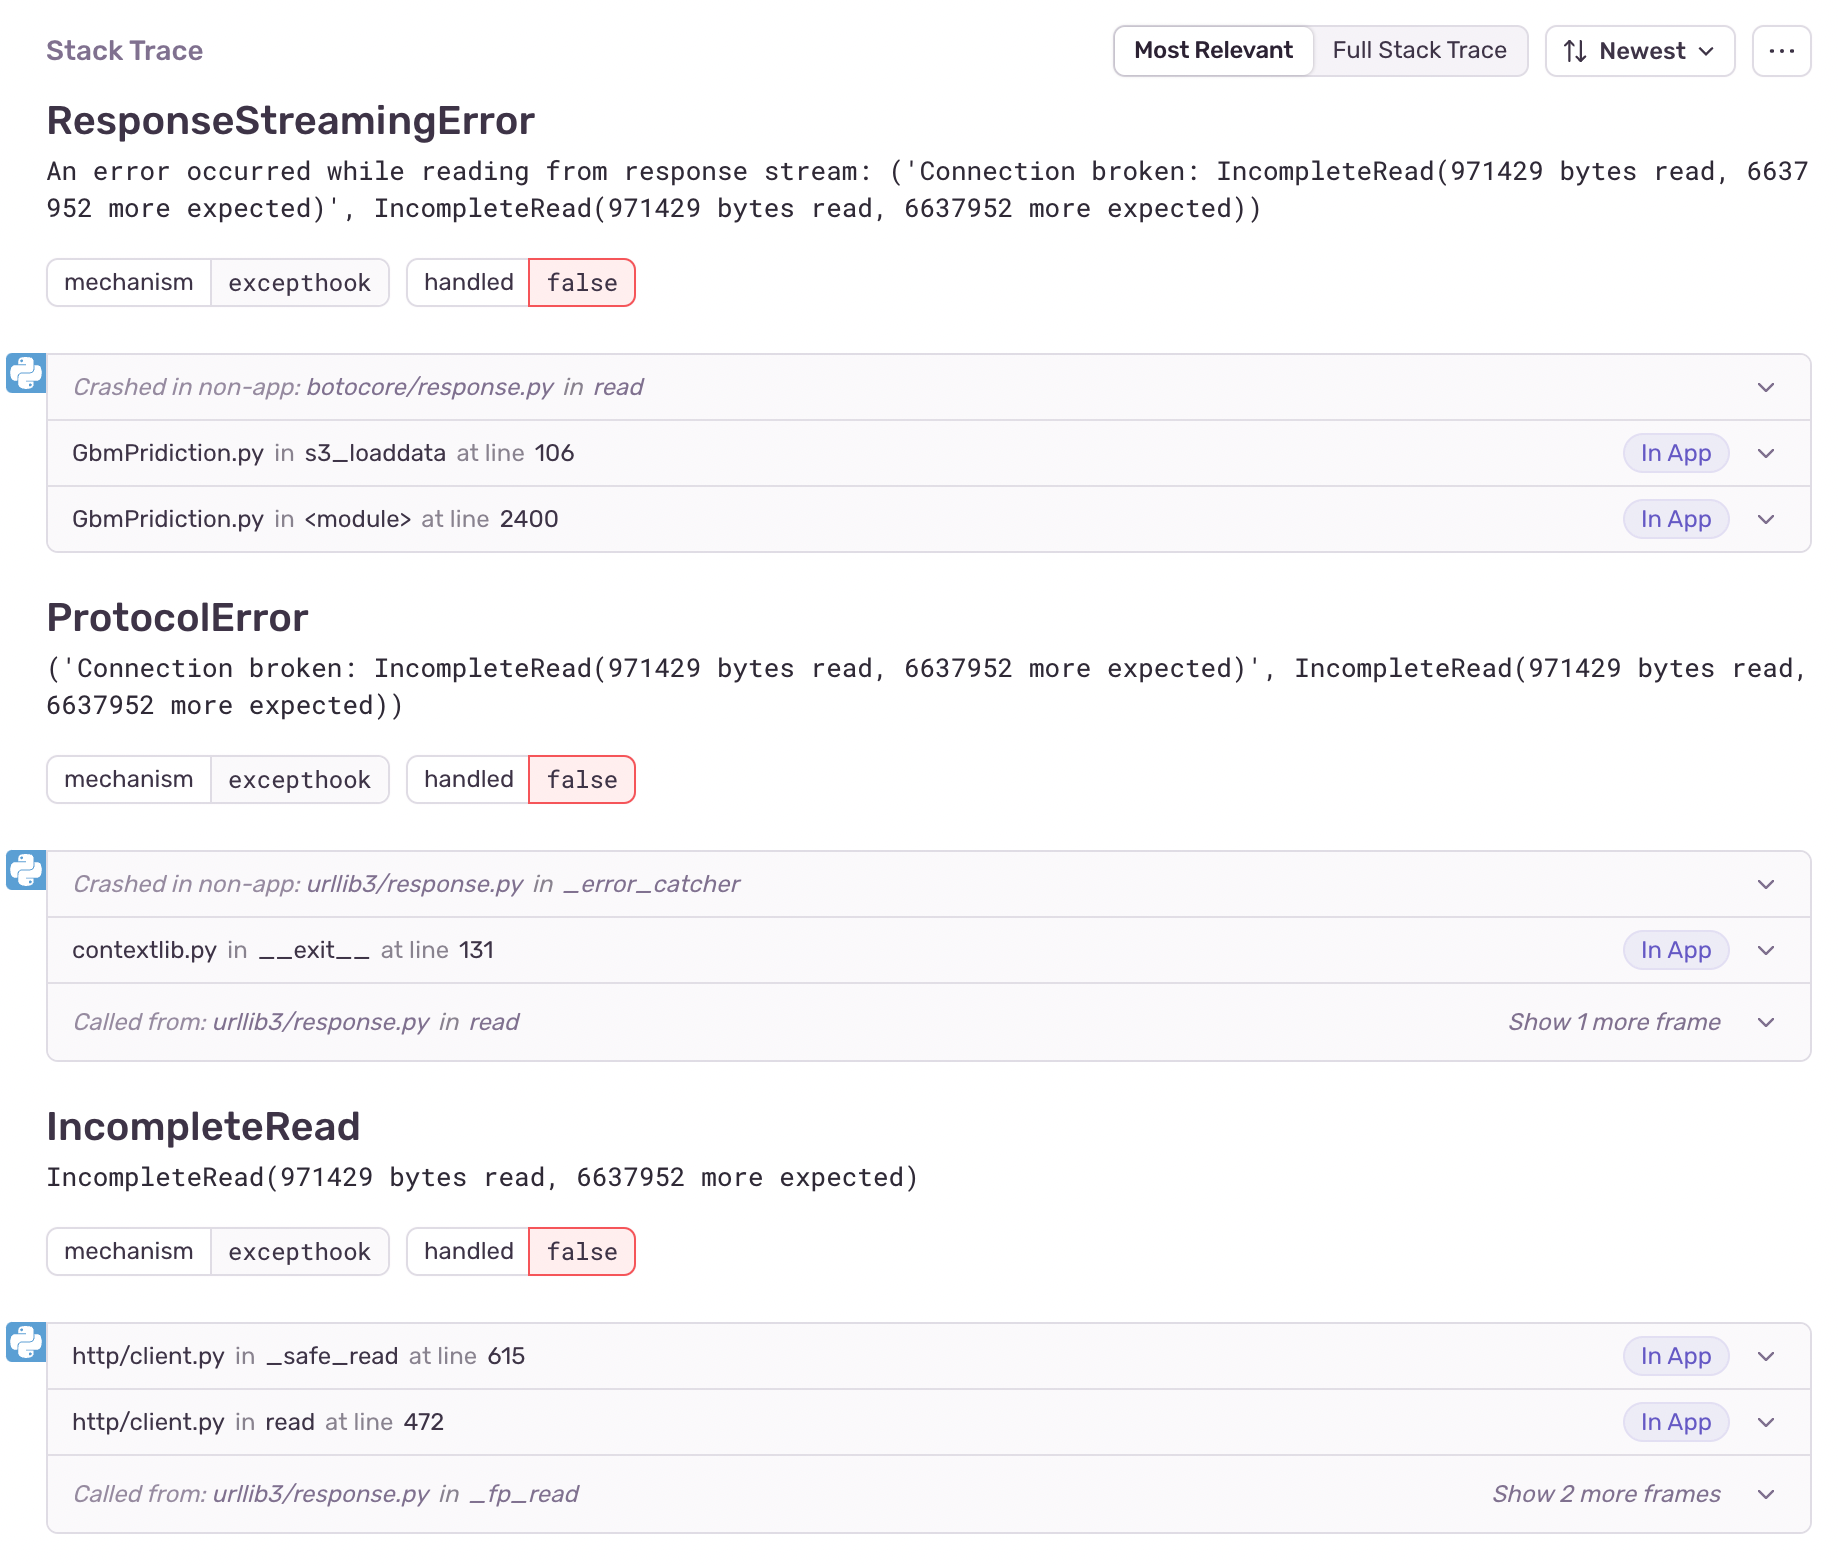 Stack Trace
Most Relevant Full Stack Trace Newest ...
ResponseStreamingError
An error occurred while reading from response stream: ('Connection broken: IncompleteRead(971429 bytes read, 6637
952 more expected)', IncompleteRead(971429 bytes read, 6637952 more expected))
mechanism excepthook handled false
Crashed in non-app: botocore/response.py in read
GbmPridiction.py in s3_loaddata at line 106 In App
GbmPridiction.py in <module> at line 2400 In App
ProtocolError
('Connection broken: IncompleteRead(971429 bytes read, 6637952 more expected)', IncompleteRead(971429 bytes read,
6637952 more expected))
mechanism excepthook handled false
Crashed in non-app: urllib3/response.py in _error_catcher
contextlib.py in __exit__ at line 131 In App
Called from: urllib3/response.py in read Show 1 more frame
IncompleteRead
IncompleteRead(971429 bytes read, 6637952 more expected)
mechanism excepthook handled false
http/client.py in _safe_read at line 615 In App
http/client.py in read at line 472 In App
Called from: urllib3/response.py in _fp_read Show 2 more frames